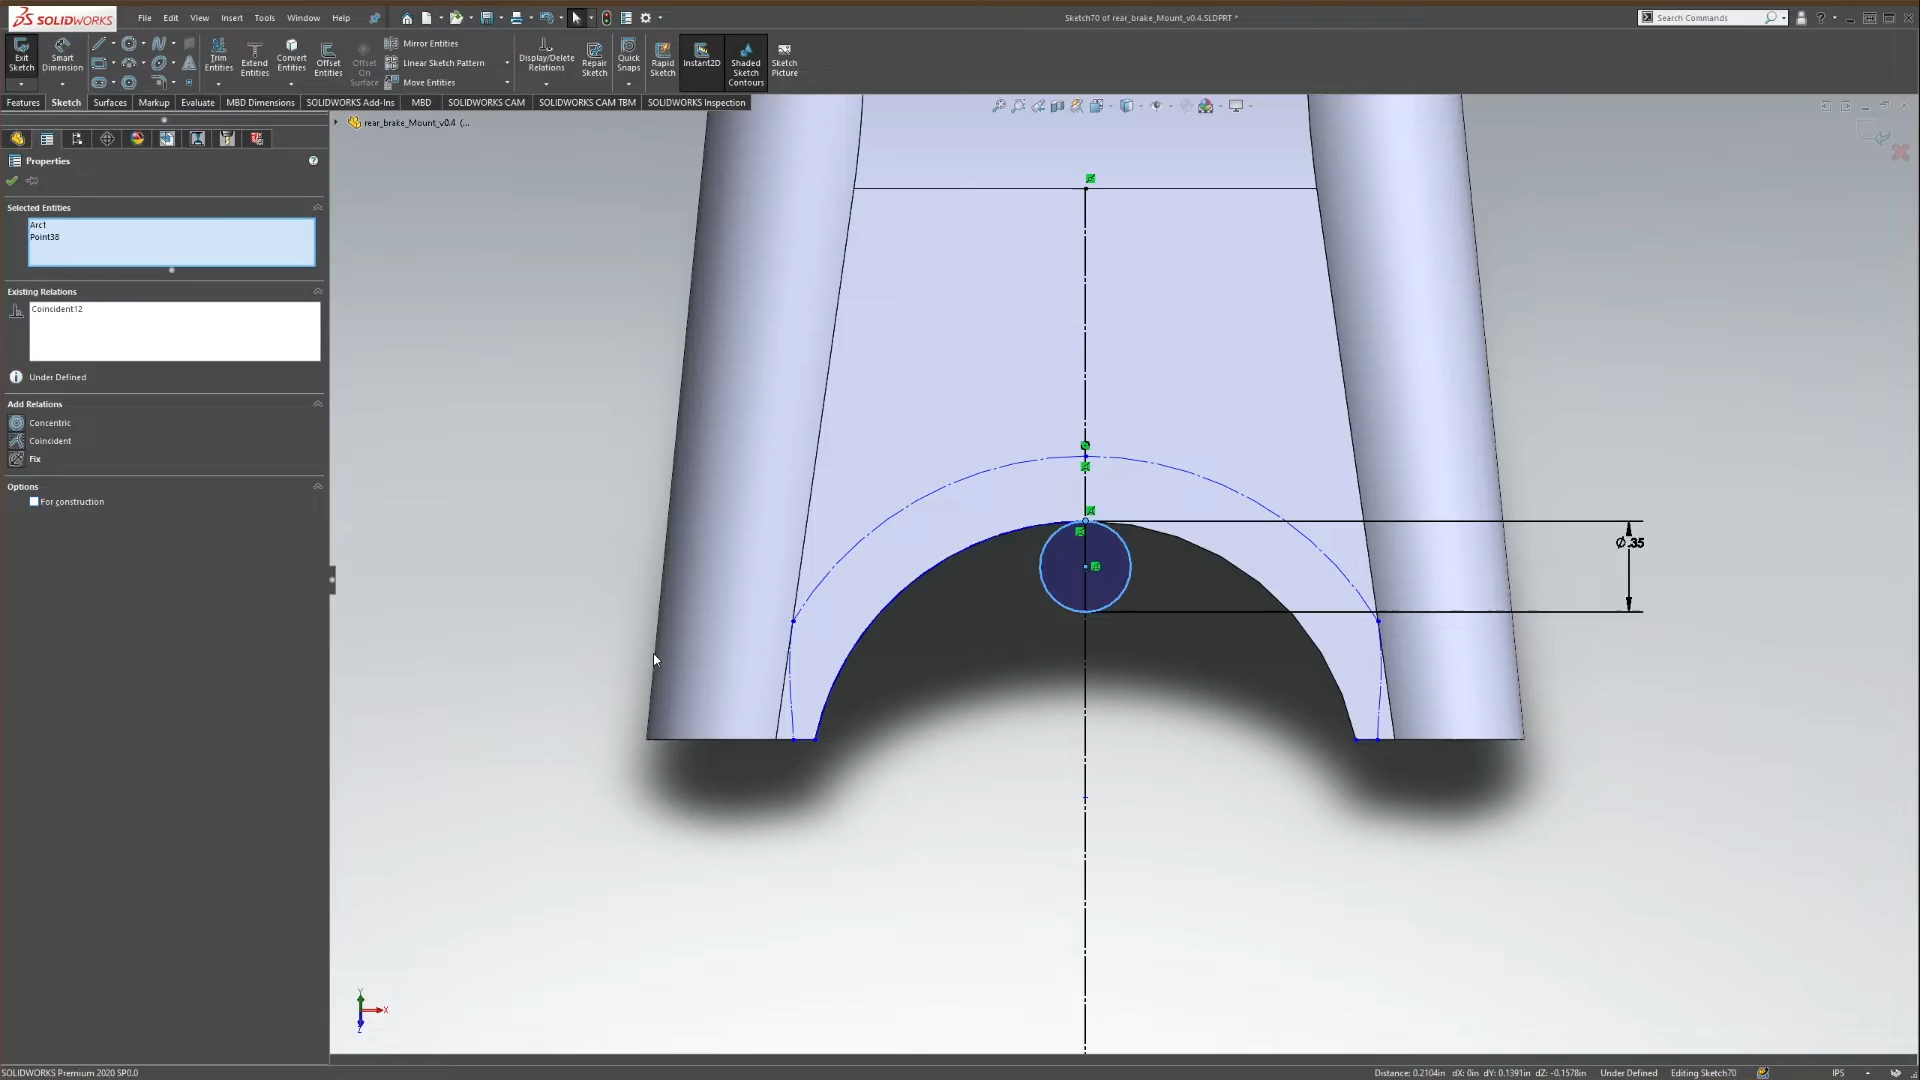 SOLIDWORKS File Edit View Insert Tools Window Help
Sketch70 of rear_brake_Mount_v0.4.SLDPRT *
Search Commands
Exit Sketch
Smart Dimension
Trim Entities
Extend Entities
Convert Entities
Offset Entities
Offset On Surface
Mirror Entities
Linear Sketch Pattern
Move Entities
Display/Delete Relations
Repair Sketch
Quick Snaps
Rapid Sketch
Instant2D
Shaded Sketch Contours
Sketch Picture
Features Sketch Surfaces Markup Evaluate MBD Dimensions SOLIDWORKS Add-Ins MBD SOLIDWORKS CAM SOLIDWORKS CAM TBM SOLIDWORKS Inspection
rear_brake_Mount_v0.4 (...
Properties
Selected Entities
Arc1
Point38
Existing Relations
Coincident12
Under Defined
Add Relations
Concentric
Coincident
Fix
Options
For construction
Ø.35
Y
X
Z
SOLIDWORKS Premium 2020 SP0.0
Distance: 0.2104in dX: 0in dY: 0.1391in dZ: -0.1578in Under Defined Editing Sketch70 IPS